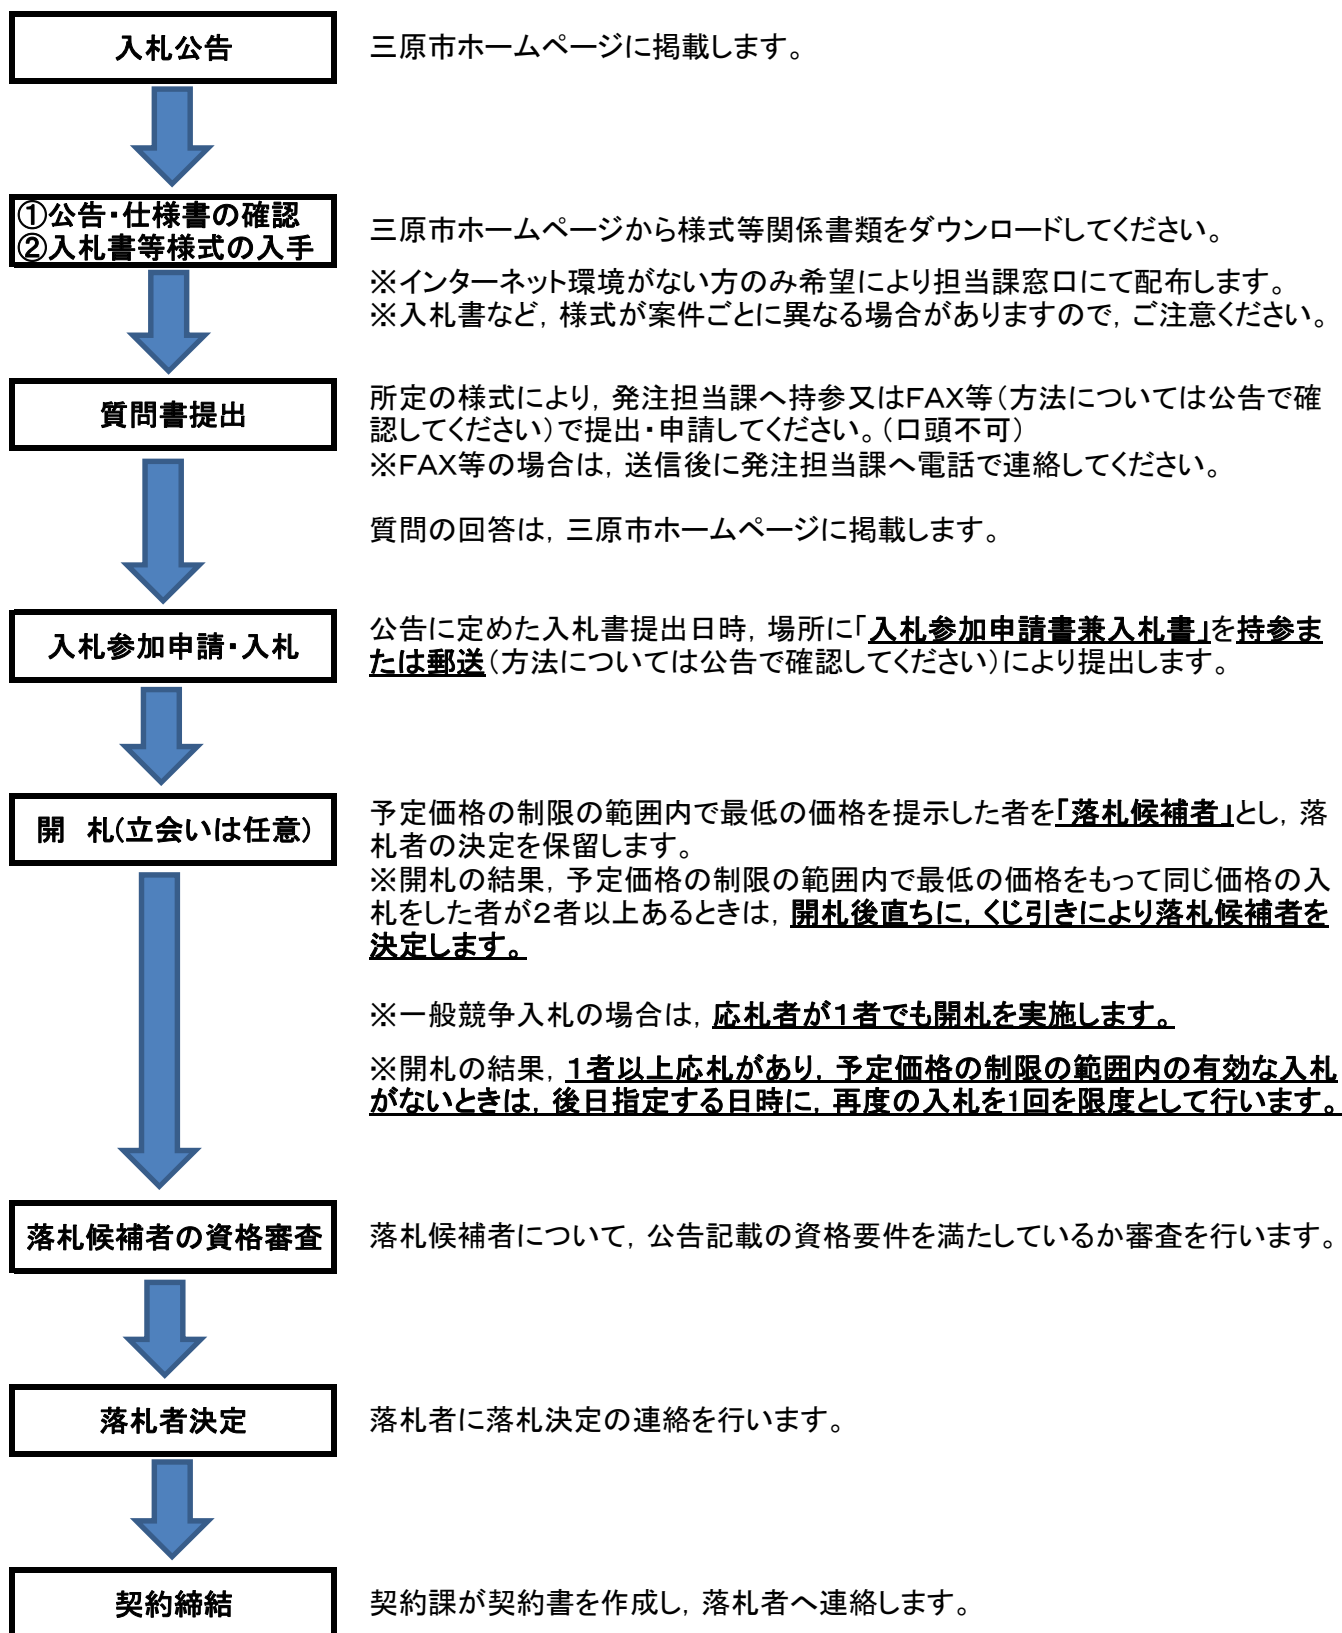 入札公告
三原市ホームページに掲載します。
①公告・仕様書の確認
②入札書等様式の入手
三原市ホームページから様式等関係書類をダウンロードしてください。
※インターネット環境がない方のみ希望により担当課窓口にて配布します。
※入札書など，様式が案件ごとに異なる場合がありますので，ご注意ください。
質問書提出
所定の様式により，発注担当課へ持参又はFAX等（方法については公告で確
認してください）で提出・申請してください。（口頭不可）
※FAX等の場合は，送信後に発注担当課へ電話で連絡してください。
質問の回答は，三原市ホームページに掲載します。
入札参加申請・入札
公告に定めた入札書提出日時，場所に「入札参加申請書兼入札書」を持参ま
たは郵送（方法については公告で確認してください）により提出します。
開　札(立会いは任意)
予定価格の制限の範囲内で最低の価格を提示した者を「落札候補者」とし，落
札者の決定を保留します。
※開札の結果，予定価格の制限の範囲内で最低の価格をもって同じ価格の入
札をした者が２者以上あるときは，開札後直ちに，くじ引きにより落札候補者を
決定します。
※一般競争入札の場合は，応札者が１者でも開札を実施します。
※開札の結果，１者以上応札があり，予定価格の制限の範囲内の有効な入札
がないときは，後日指定する日時に，再度の入札を1回を限度として行います。
落札候補者の資格審査
落札候補者について，公告記載の資格要件を満たしているか審査を行います。
落札者決定
落札者に落札決定の連絡を行います。
契約締結
契約課が契約書を作成し，落札者へ連絡します。